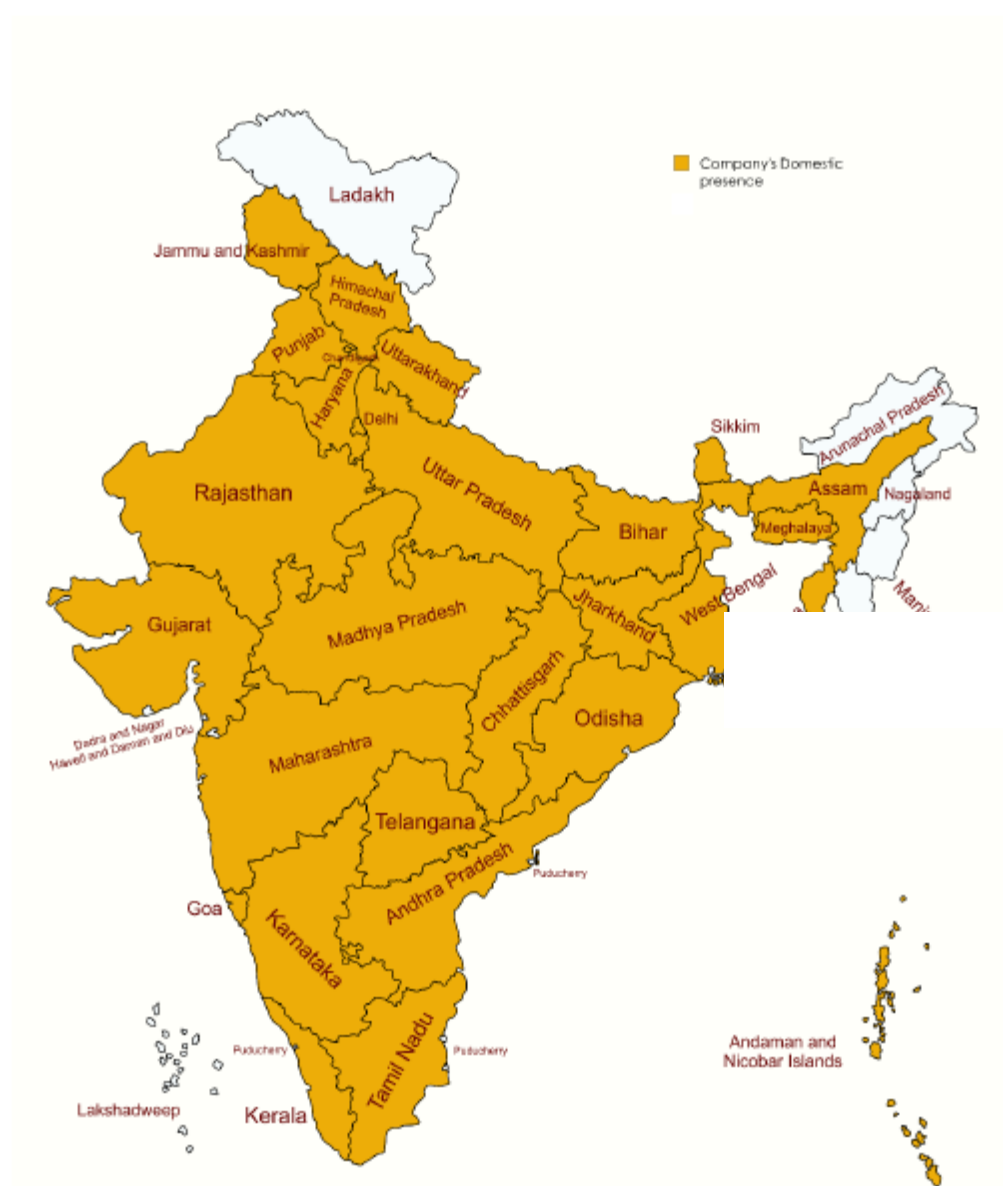 Company's Domestic
presence
Ladakh
Jammu and Kashmir
Himachal
Pradesh
Punjab
Uttarakhand
Haryana
Delhi
Sikkim
Arunachal Pradesh
Rajasthan
Uttar Pradesh
Assam
Nagaland
Bihar
Meghalaya
Gujarat
Madhya Pradesh
Jharkhand
West Bengal
Chhattisgarh
Odisha
Dadra and Nagar
Haveli and Daman and Diu
Maharashtra
Telangana
Andhra Pradesh
Puducherry
Goa
Karnataka
Puducherry
Tamil Nadu
Puducherry
Andaman and
Nicobar Islands
Lakshadweep
Kerala